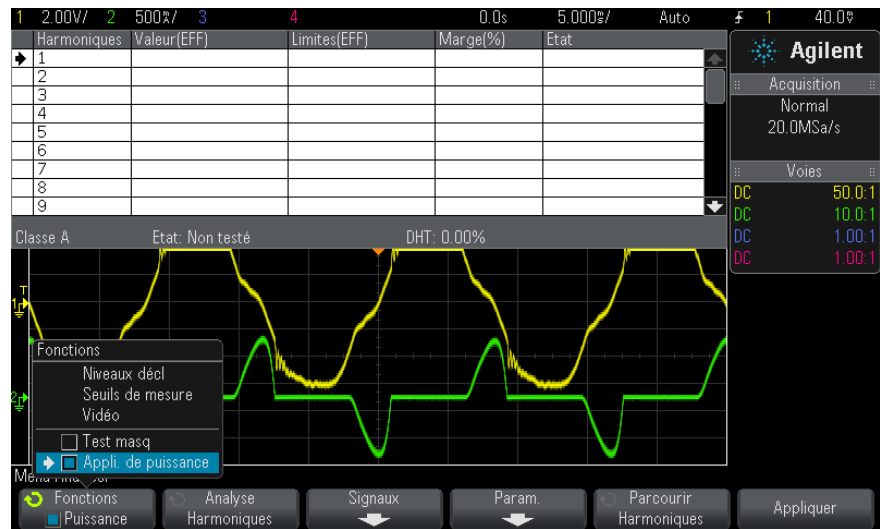 1 2.00V/ 2 500%/ 3 4 0.0s 5.000%/ Auto 1 40.0V
Harmoniques Valeur(EFF) Limites(EFF) Marge(%) Etat
1
2
3
4
5
6
7
8
9
Classe A Etat: Non testé DHT: 0.00%
Agilent
Acquisition
Normal
20.0MSa/s
Voies
DC 50.0:1
DC 10.0:1
DC 1.00:1
DC 1.00:1
T
1
2
Fonctions
Niveaux décl
Seuils de mesure
Vidéo
Test masq
Appli. de puissance
Fonctions
Puissance
Analyse
Harmoniques
Signaux
Param.
Parcourir
Harmoniques
Appliquer